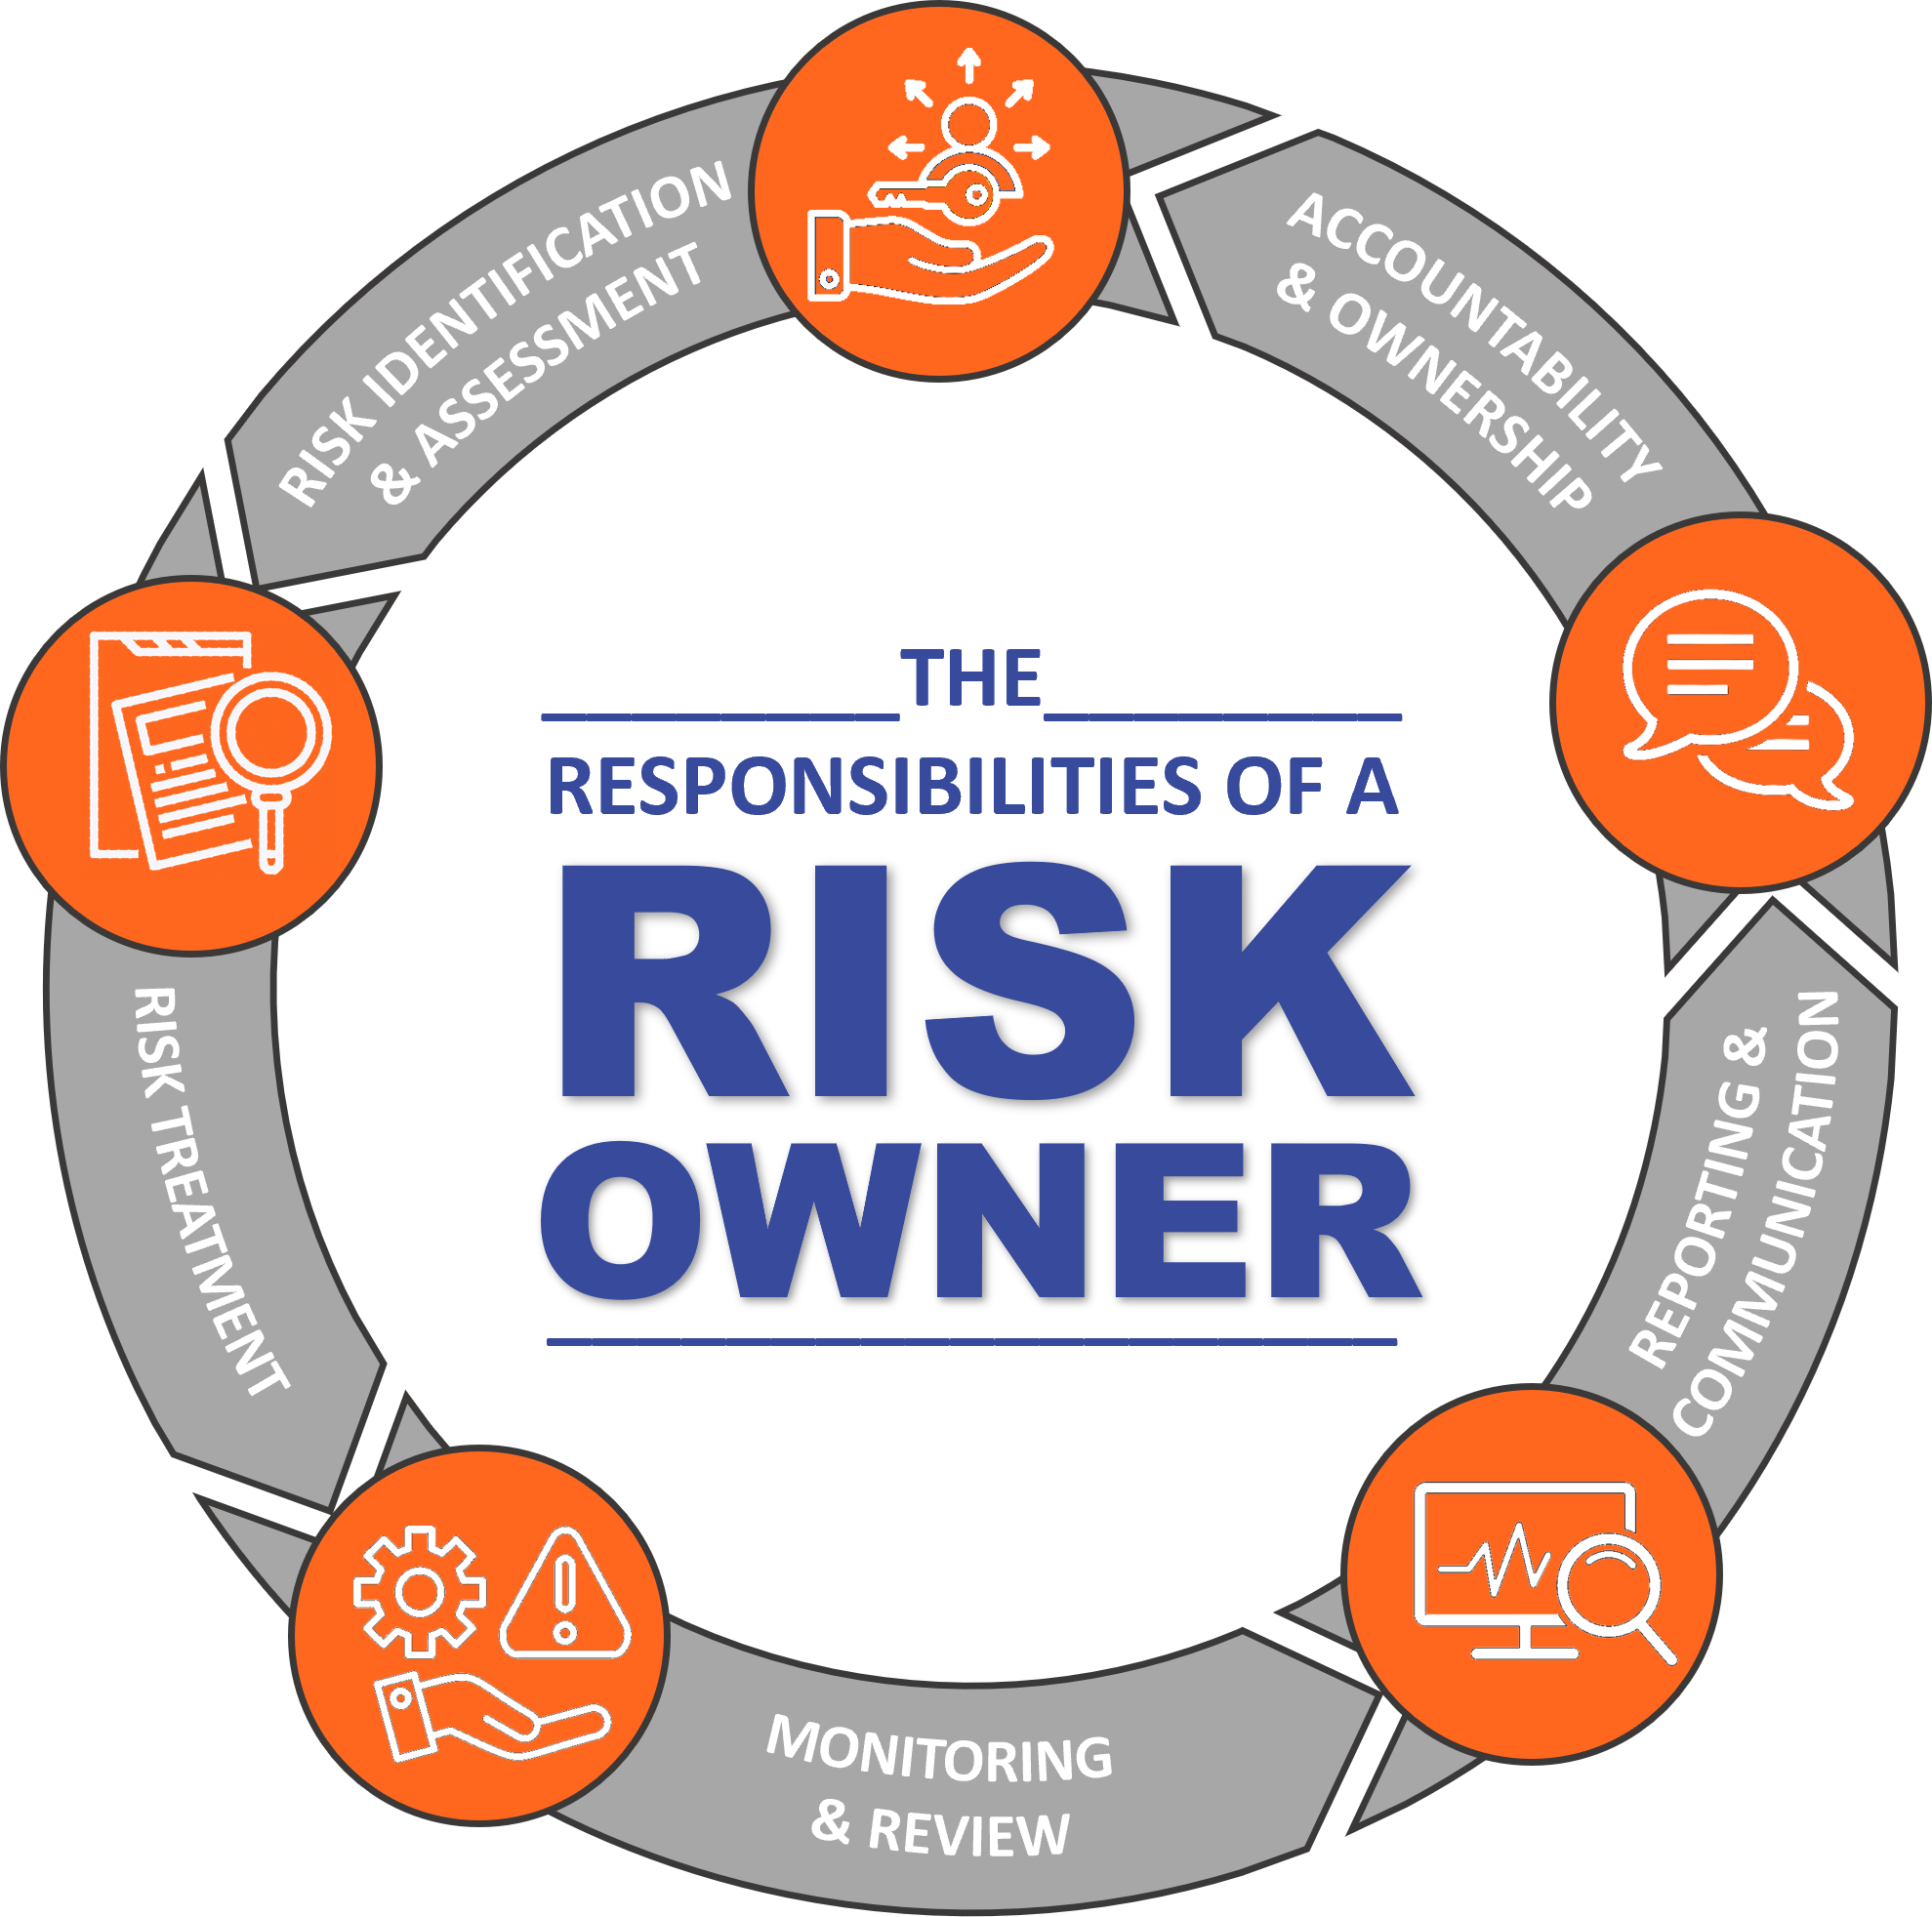 THE
RESPONSIBILITIES OF A
RISK
OWNER
RISK IDENTIFICATION
& ASSESSMENT
ACCOUNTABILITY
& OWNERSHIP
REPORTING &
COMMUNICATION
MONITORING
& REVIEW
RISK TREATMENT